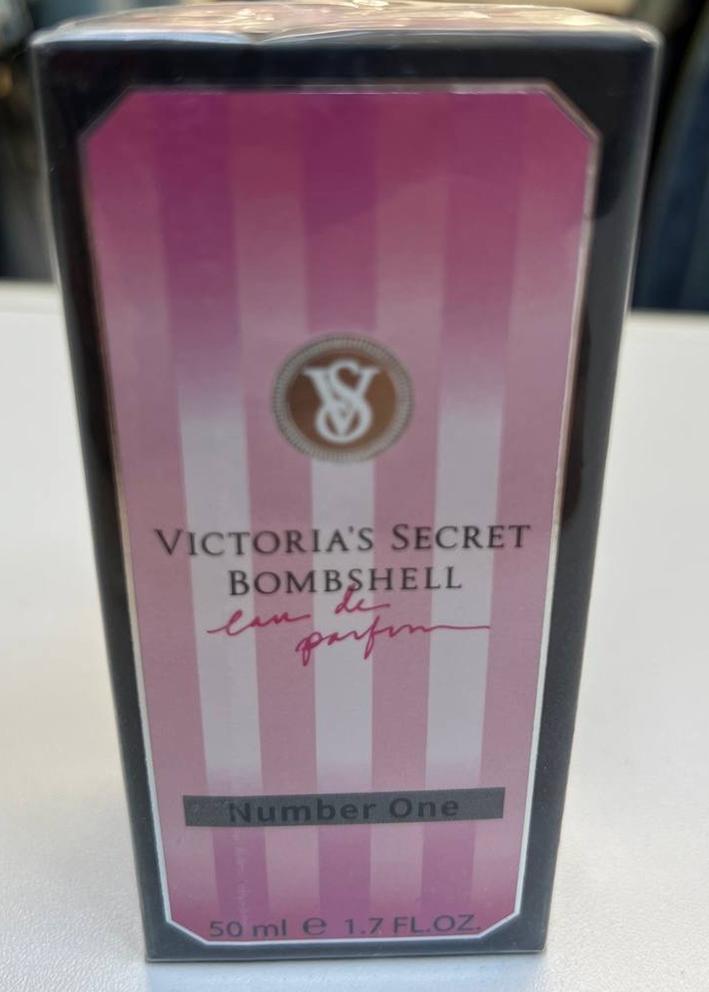 VS
VICTORIA'S SECRET
BOMBSHELL
eau de
parfum
Number One
50 ml e 1.7 FL.OZ.